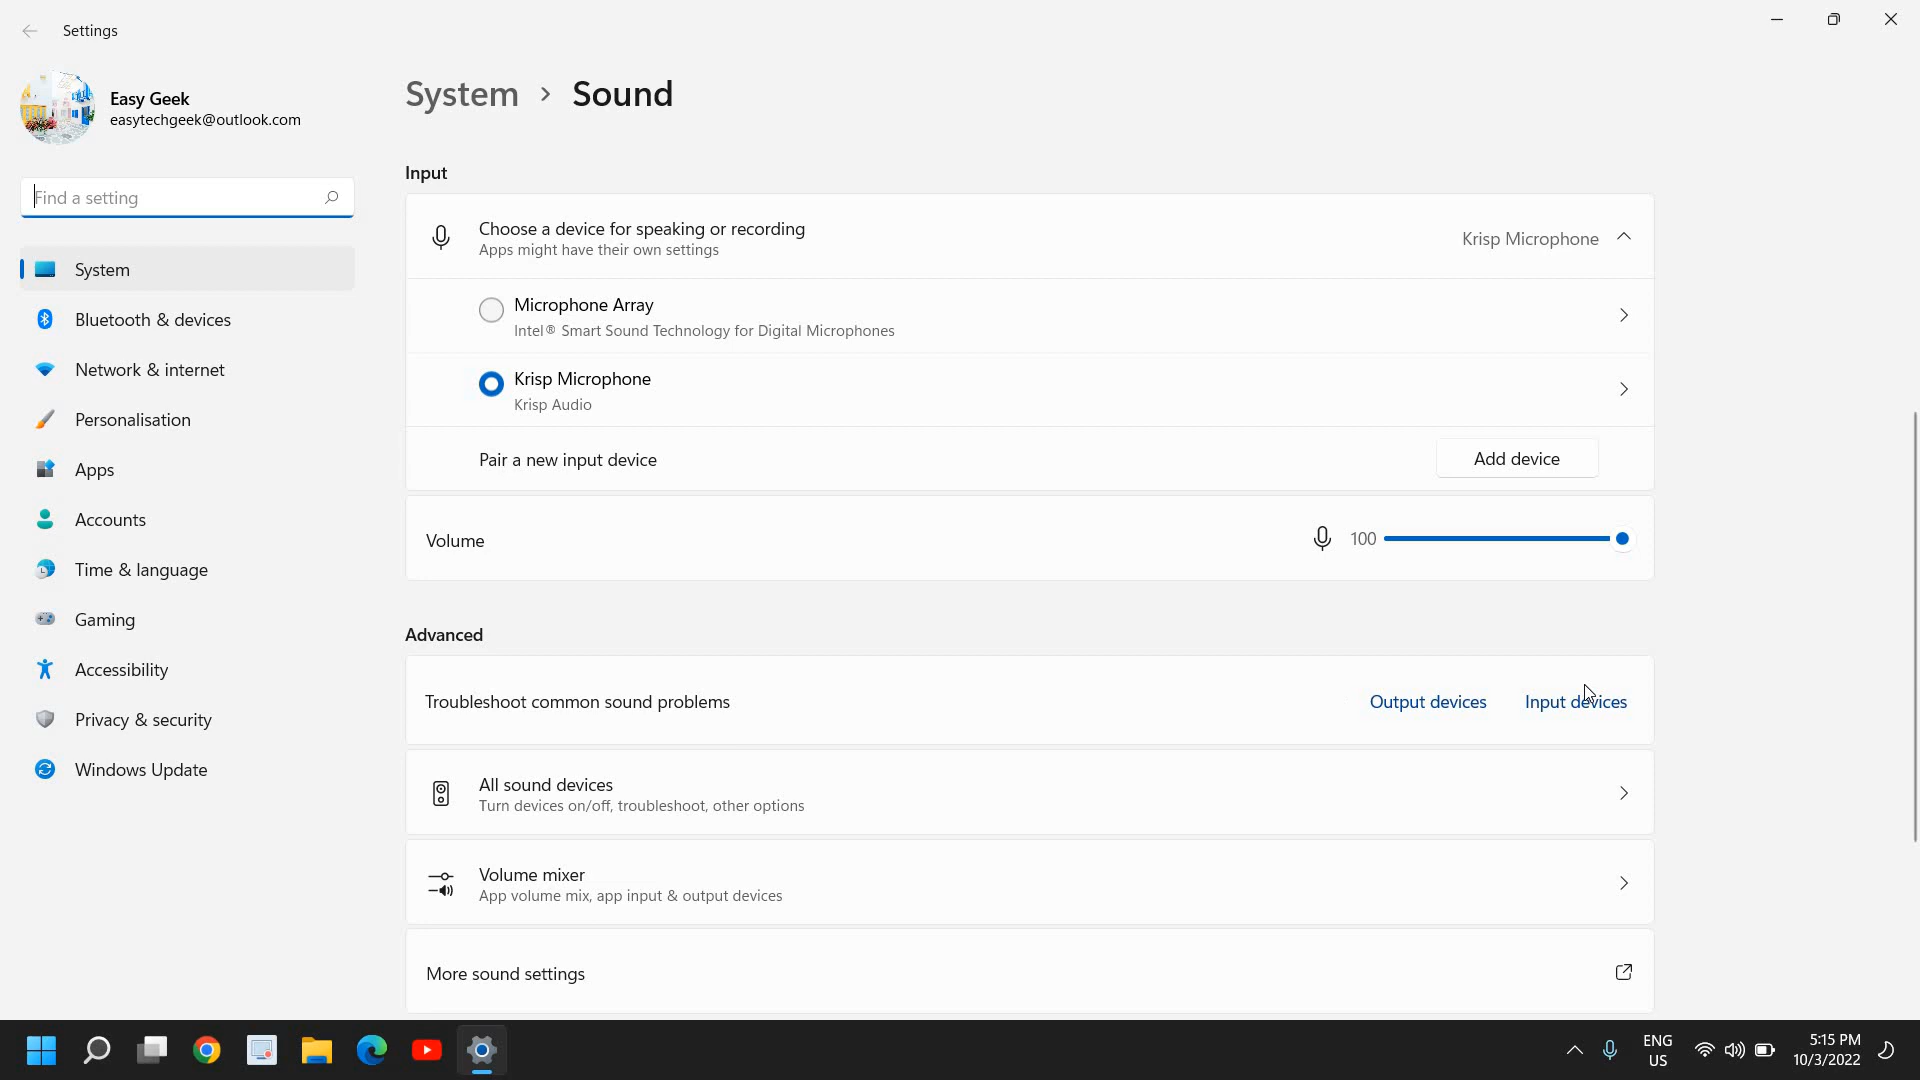 Settings
Easy Geek
easytechgeek@outlook.com
Find a setting
System
Bluetooth & devices
Network & internet
Personalisation
Apps
Accounts
Time & language
Gaming
Accessibility
Privacy & security
Windows Update
System > Sound
Input
Choose a device for speaking or recording
Apps might have their own settings
Krisp Microphone
Microphone Array
Intel® Smart Sound Technology for Digital Microphones
Krisp Microphone
Krisp Audio
Pair a new input device
Add device
Volume
100
Advanced
Troubleshoot common sound problems
Output devices
Input devices
All sound devices
Turn devices on/off, troubleshoot, other options
Volume mixer
App volume mix, app input & output devices
More sound settings
ENG
US
5:15 PM
10/3/2022